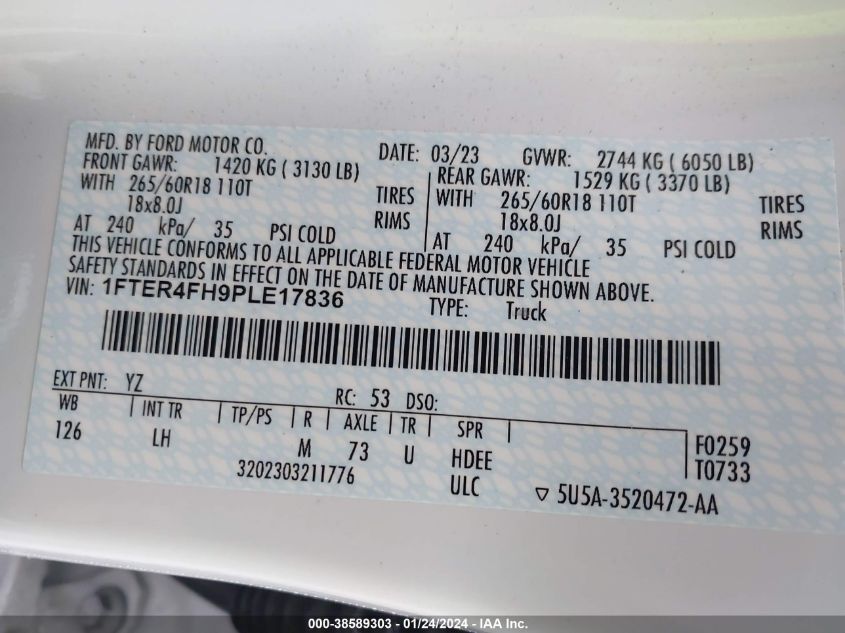 MFD. BY FORD MOTOR CO. DATE: 03/23 GVWR: 2744 KG ( 6050 LB)
FRONT GAWR: 1420 KG ( 3130 LB) REAR GAWR: 1529 KG ( 3370 LB)
WITH 265/60R18 110T TIRES WITH 265/60R18 110T TIRES
18x8.0J RIMS 18x8.0J RIMS
AT 240 kPa/ 35 PSI COLD AT 240 kPa/ 35 PSI COLD
THIS VEHICLE CONFORMS TO ALL APPLICABLE FEDERAL MOTOR VEHICLE
SAFETY STANDARDS IN EFFECT ON THE DATE OF MANUFACTURE SHOWN ABOVE.
VIN: 1FTER4FH9PLE17836 TYPE: Truck
EXT PNT: YZ RC: 53 DSO:
WB INT TR TP/PS R AXLE TR SPR F0259
126 LH M 73 U HDEE T0733
3202303211776 ULC 5U5A-3520472-AA
000-38589303 - 01/24/2024 - IAA Inc.